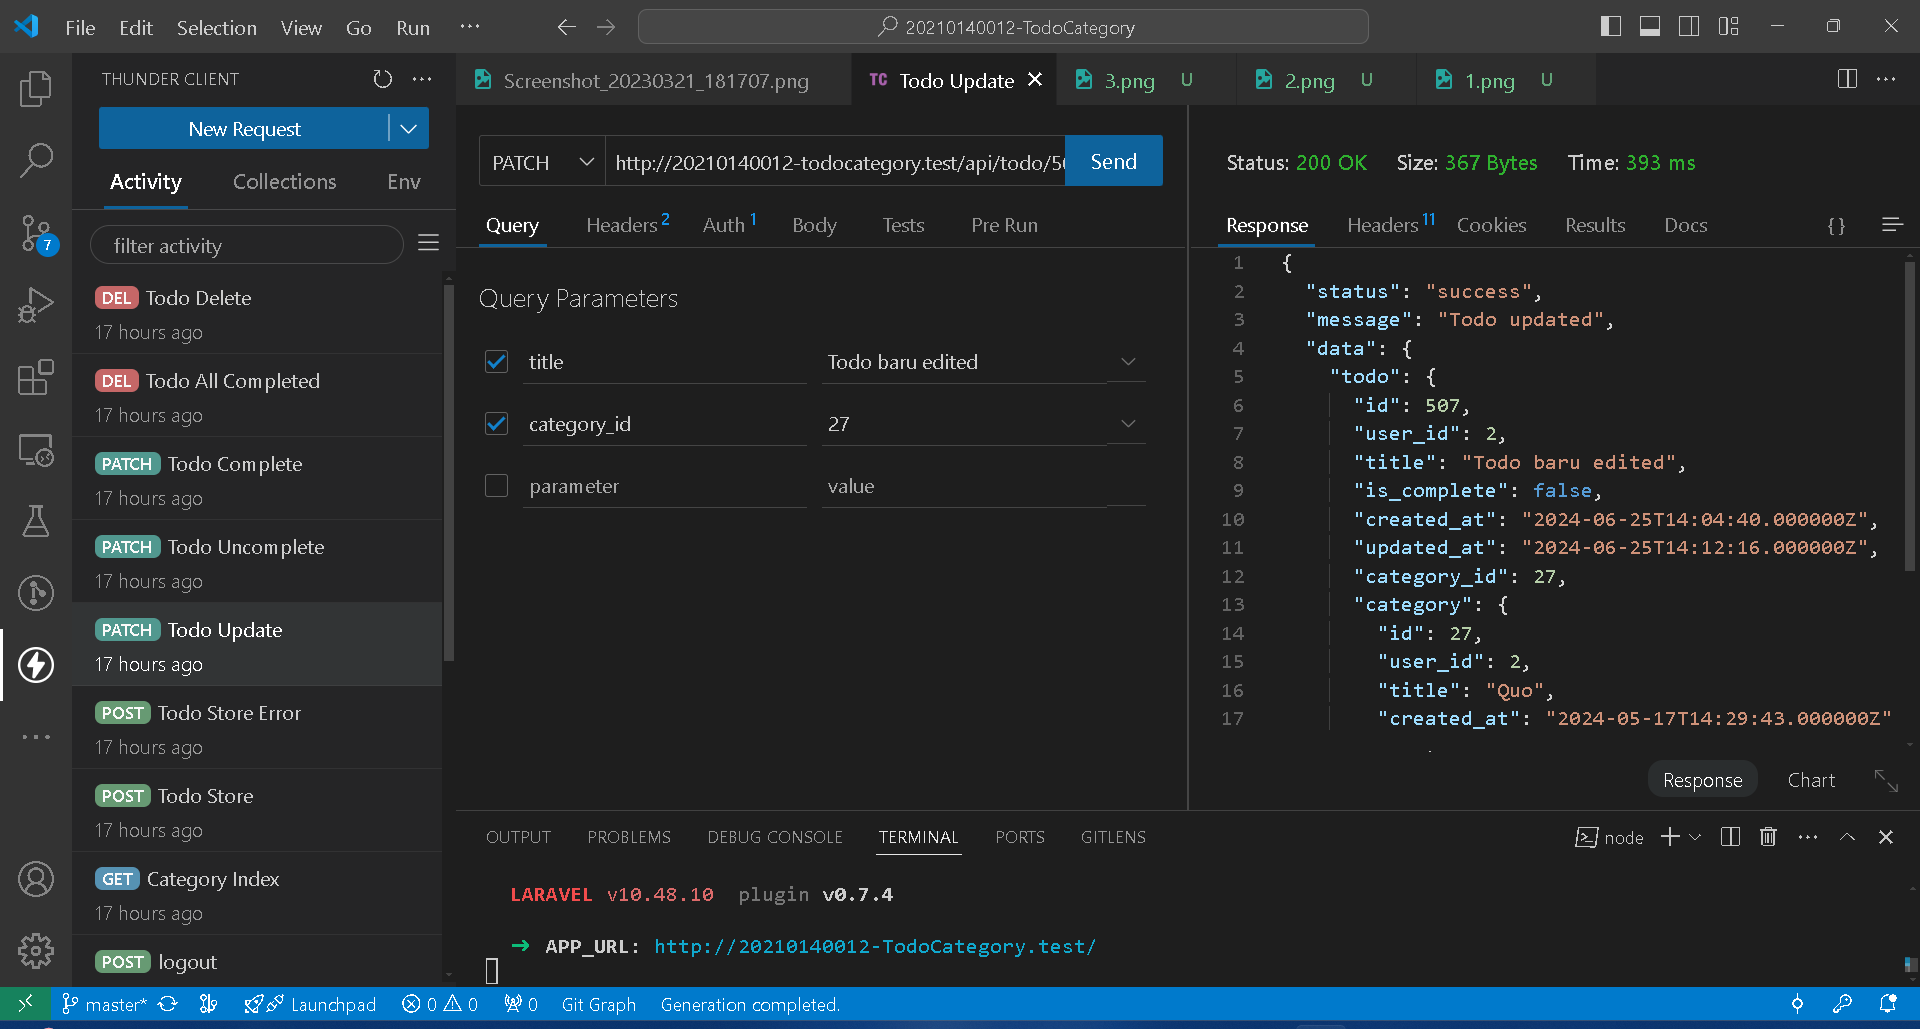 File Edit Selection View Go Run ···
20210140012-TodoCategory
THUNDER CLIENT
New Request
Activity Collections Env
filter activity
DEL Todo Delete
17 hours ago
DEL Todo All Completed
17 hours ago
PATCH Todo Complete
17 hours ago
PATCH Todo Uncomplete
17 hours ago
PATCH Todo Update
17 hours ago
POST Todo Store Error
17 hours ago
POST Todo Store
17 hours ago
GET Category Index
17 hours ago
POST logout
7
Screenshot_20230321_181707.png TC Todo Update 3.png U 2.png U 1.png U
PATCH http://20210140012-todocategory.test/api/todo/50 Send
Query Headers 2 Auth 1 Body Tests Pre Run
Query Parameters
title Todo baru edited
category_id 27
parameter value
Status: 200 OK Size: 367 Bytes Time: 393 ms
Response Headers 11 Cookies Results Docs {}
1 {
2 "status": "success",
3 "message": "Todo updated",
4 "data": {
5 "todo": {
6 "id": 507,
7 "user_id": 2,
8 "title": "Todo baru edited",
9 "is_complete": false,
10 "created_at": "2024-06-25T14:04:40.000000Z",
11 "updated_at": "2024-06-25T14:12:16.000000Z",
12 "category_id": 27,
13 "category": {
14 "id": 27,
15 "user_id": 2,
16 "title": "Quo",
17 "created_at": "2024-05-17T14:29:43.000000Z"
Response Chart
OUTPUT PROBLEMS DEBUG CONSOLE TERMINAL PORTS GITLENS
node
LARAVEL v10.48.10 plugin v0.7.4
➜ APP_URL: http://20210140012-TodoCategory.test/
master* Launchpad 0 0 0 Git Graph Generation completed.